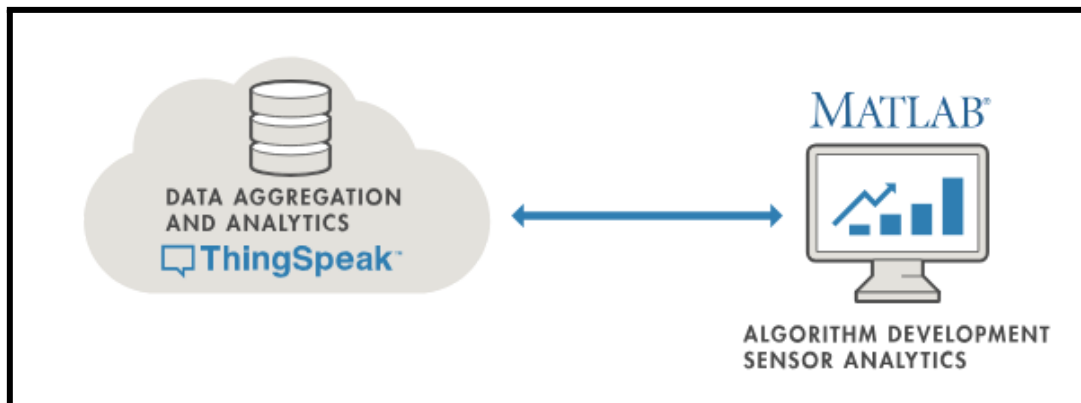 DATA AGGREGATION
AND ANALYTICS
ThingSpeak™
MATLAB®
ALGORITHM DEVELOPMENT
SENSOR ANALYTICS